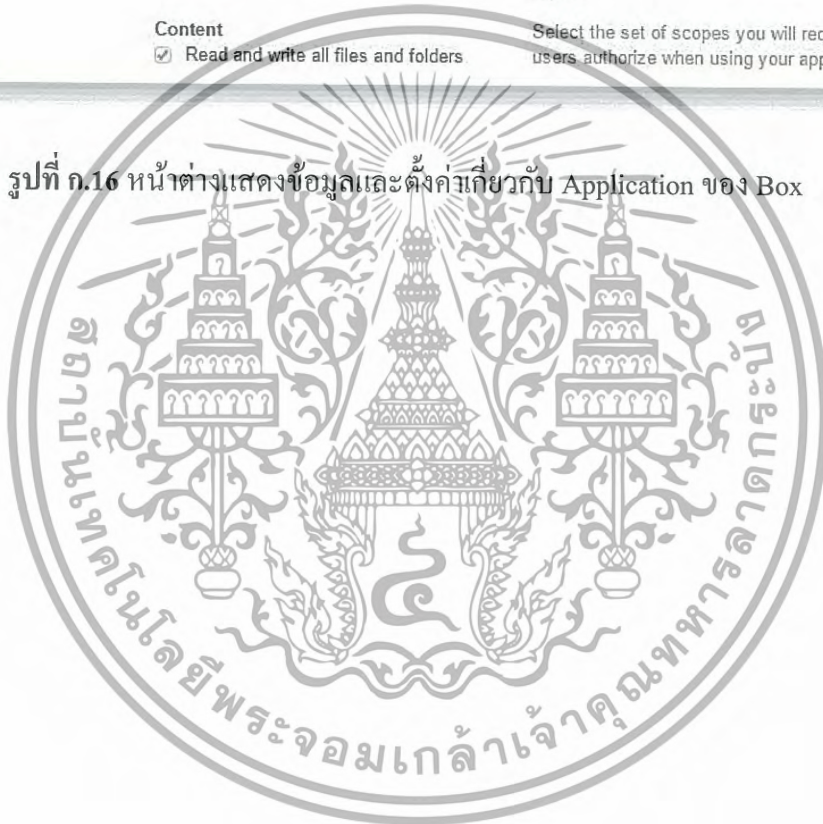 Content
Read and write all files and folders
Select the set of scopes you will
users authorize when using your
รูปที่ ก.16 หน้าต่างแสดงข้อมูลและตั้งค่าเกี่ยวกับ Application ของ Box
สถาบันเทคโนโลยีพระจอมเกล้าเจ้าคุณทหารลาดกระบัง
๕